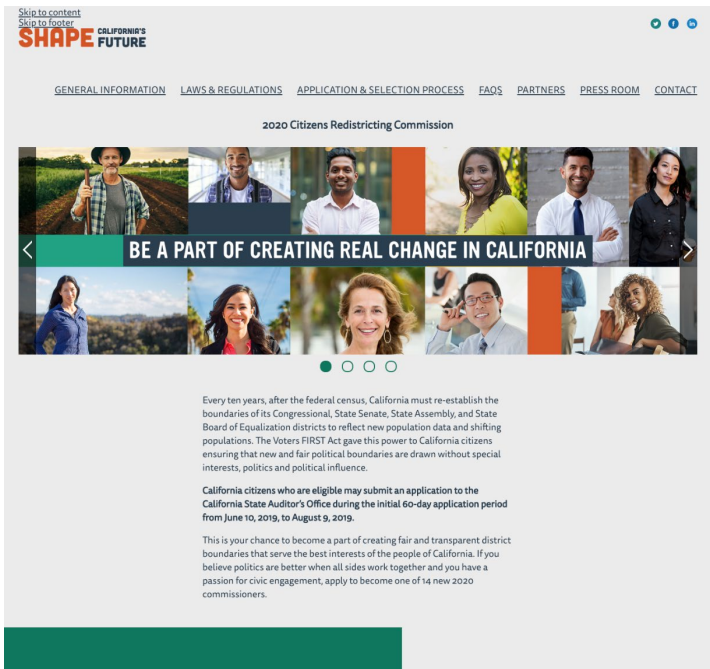 Skip to content
Skip to footer
SHAPE CALIFORNIA'S FUTURE
GENERAL INFORMATION LAWS & REGULATIONS APPLICATION & SELECTION PROCESS FAQS PARTNERS PRESS ROOM CONTACT
2020 Citizens Redistricting Commission
BE A PART OF CREATING REAL CHANGE IN CALIFORNIA
Every ten years, after the federal census, California must re-establish the
boundaries of its Congressional, State Senate, State Assembly, and State
Board of Equalization districts to reflect new population data and shifting
populations. The Voters FIRST Act gave this power to California citizens
ensuring that new and fair political boundaries are drawn without special
interests, politics and political influence.
California citizens who are eligible may submit an application to the
California State Auditor's Office during the initial 60-day application period
from June 10, 2019, to August 9, 2019.
This is your chance to become a part of creating fair and transparent district
boundaries that serve the best interests of the people of California. If you
believe politics are better when all sides work together and you have a
passion for civic engagement, apply to become one of 14 new 2020
commissioners.